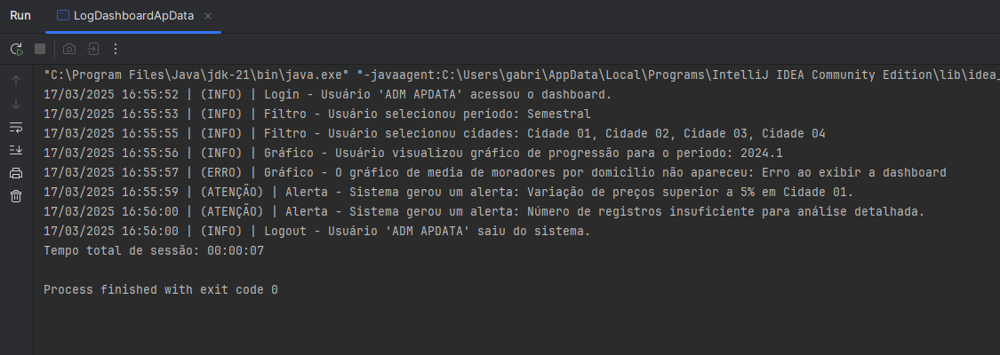 Run LogDashboardApData
"C:\Program Files\Java\jdk-21\bin\java.exe" "-javaagent:C:\Users\gabri\AppData\Local\Programs\IntelliJ IDEA Community Edition\lib\idea_
17/03/2025 16:55:52 | (INFO) | Login - Usuário 'ADM APDATA' acessou o dashboard.
17/03/2025 16:55:53 | (INFO) | Filtro - Usuário selecionou período: Semestral
17/03/2025 16:55:55 | (INFO) | Filtro - Usuário selecionou cidades: Cidade 01, Cidade 02, Cidade 03, Cidade 04
17/03/2025 16:55:56 | (INFO) | Gráfico - Usuário visualizou gráfico de progressão para o período: 2024.1
17/03/2025 16:55:57 | (ERRO) | Gráfico - O gráfico de media de moradores por domicilio não apareceu: Erro ao exibir a dashboard
17/03/2025 16:55:59 | (ATENÇÃO) | Alerta - Sistema gerou um alerta: Variação de preços superior a 5% em Cidade 01.
17/03/2025 16:56:00 | (ATENÇÃO) | Alerta - Sistema gerou um alerta: Número de registros insuficiente para análise detalhada.
17/03/2025 16:56:00 | (INFO) | Logout - Usuário 'ADM APDATA' saiu do sistema.
Tempo total de sessão: 00:00:07
Process finished with exit code 0